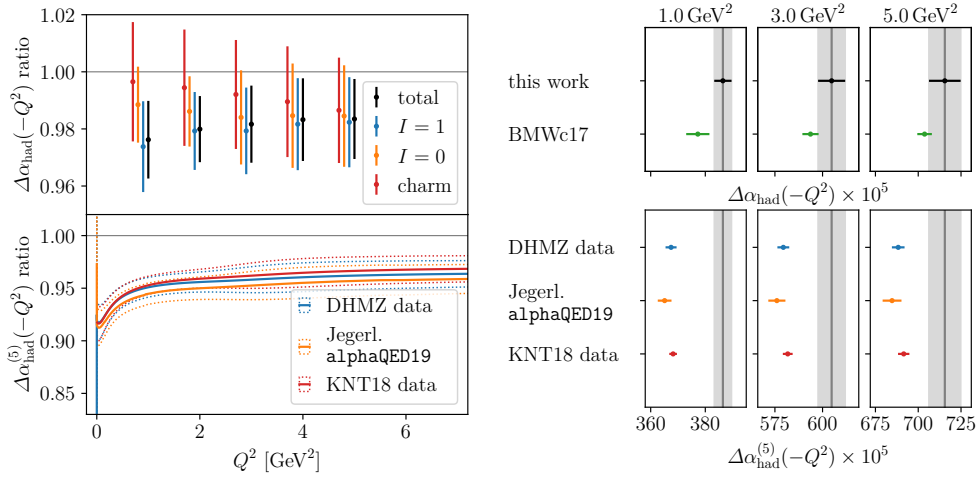 1.02
1.00
0.98
0.96
Δα_had(−Q²) ratio
total
I = 1
I = 0
charm
1.00
0.95
0.90
0.85
Δα_had^(5)(−Q²) ratio
DHMZ data
Jegerl.
alphaQED19
KNT18 data
0 2 4 6
Q² [GeV²]
1.0 GeV² 3.0 GeV² 5.0 GeV²
this work
BMWc17
Δα_had(−Q²) × 10⁵
DHMZ data
Jegerl.
alphaQED19
KNT18 data
360 380 575 600 675 700 725
Δα_had^(5)(−Q²) × 10⁵